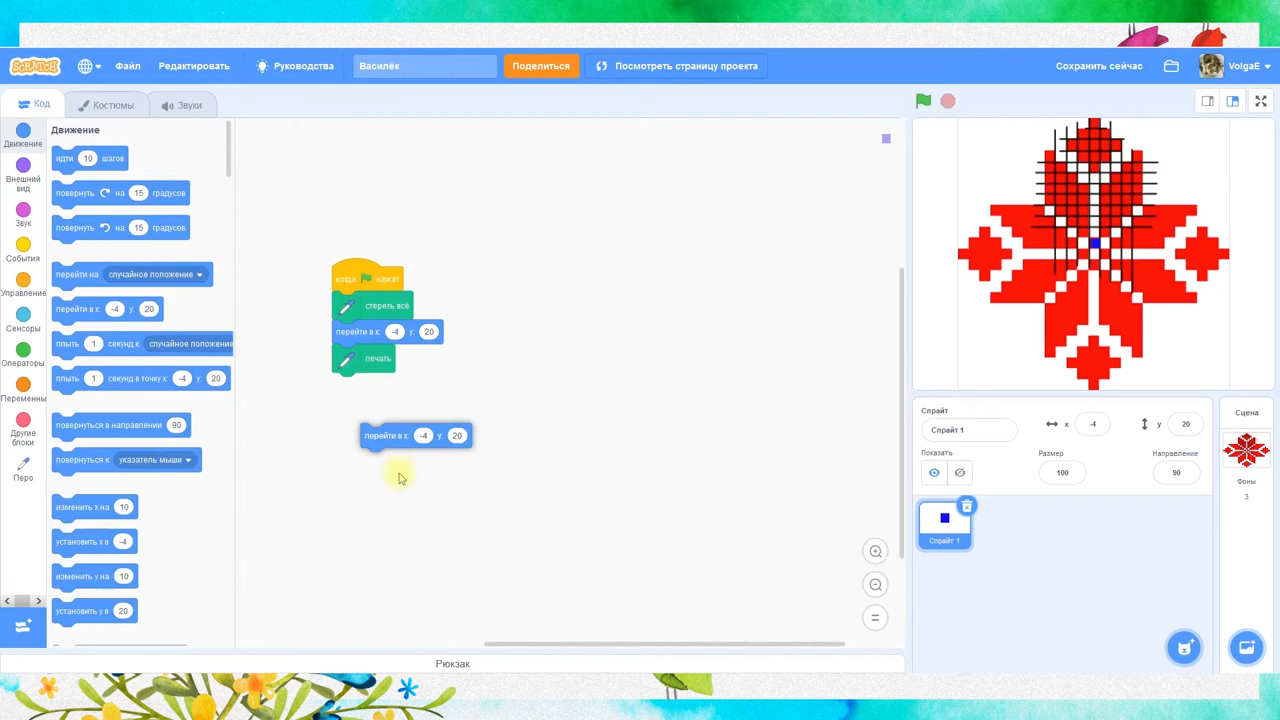 SCRATCH Файл Редактировать Руководства Василёк Поделиться Посмотреть страницу проекта Сохранить сейчас VolgaE
Код Костюмы Звуки
Движение
Внешний вид
Звук
События
Управление
Сенсоры
Операторы
Переменны
Другие блоки
Перо
Движение
идти 10 шагов
повернуть на 15 градусов
повернуть на 15 градусов
перейти на случайное положение
перейти в x: -4 y: 20
плыть 1 секунд к случайное положение
плыть 1 секунд в точку x: -4 y: 20
повернуться в направлении 90
повернуться к указатель мыши
изменить x на 10
установить x в -4
изменить y на 10
установить y в 20
когда нажат
стереть всё
перейти в x: -4 y: 20
печать
перейти в x: -4 y: 20
Рюкзак
Спрайт
Спрайт 1 x -4 y 20
Показать Размер Направление
100 90
Спрайт 1
Сцена
Фоны
3